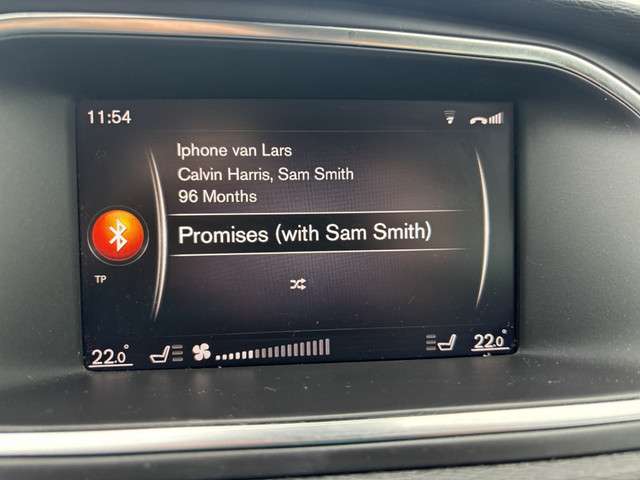 11:54
Iphone van Lars
Calvin Harris, Sam Smith
96 Months
Promises (with Sam Smith)
TP
22.0° 22.0°